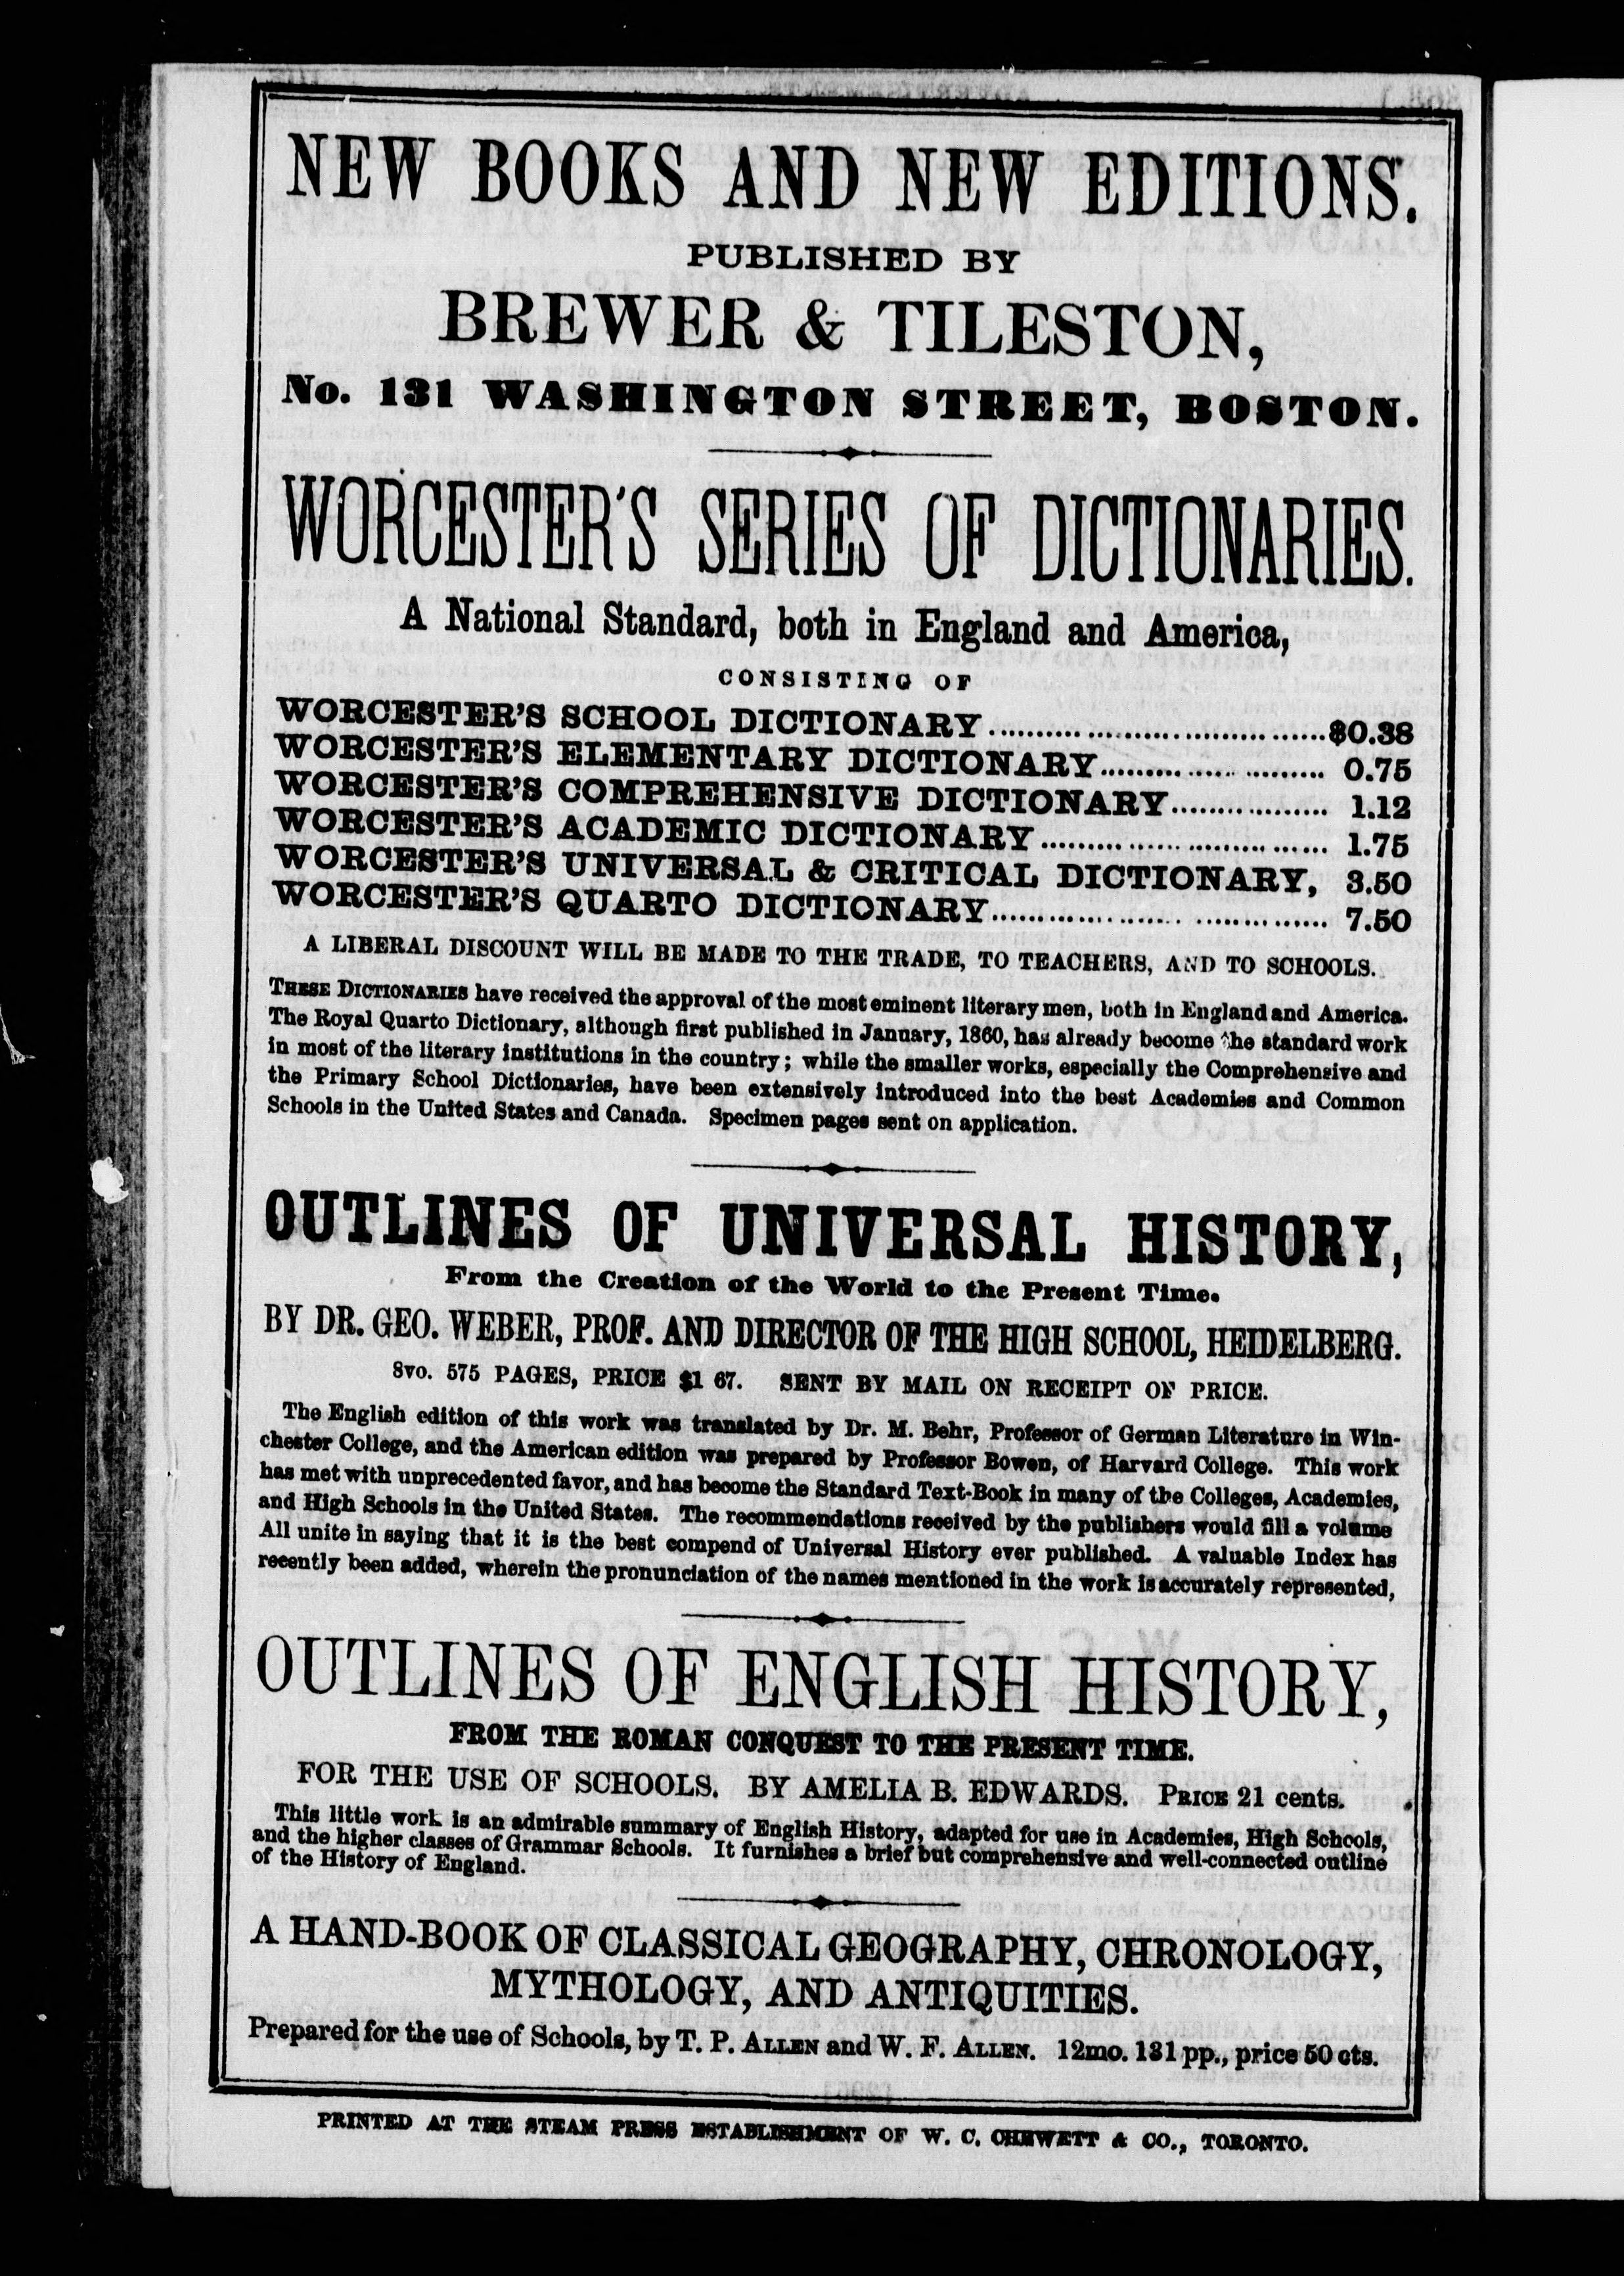 NEW BOOKS AND NEW EDITIONS.
PUBLISHED BY
BREWER & TILESTON,
No. 131 WASHINGTON STREET, BOSTON.
WORCESTER'S SERIES OF DICTIONARIES.
A National Standard, both in England and America,
CONSISTING OF
WORCESTER'S SCHOOL DICTIONARY..............................$0.38
WORCESTER'S ELEMENTARY DICTIONARY........................ 0.75
WORCESTER'S COMPREHENSIVE DICTIONARY................. 1.12
WORCESTER'S ACADEMIC DICTIONARY.............................. 1.75
WORCESTER'S UNIVERSAL & CRITICAL DICTIONARY, 3.50
WORCESTER'S QUARTO DICTIONARY.................................. 7.50
A LIBERAL DISCOUNT WILL BE MADE TO THE TRADE, TO TEACHERS, AND TO SCHOOLS.
THESE DICTIONARIES have received the approval of the most eminent literary men, both in England and America.
The Royal Quarto Dictionary, although first published in January, 1860, has already become the standard work
in most of the literary institutions in the country; while the smaller works, especially the Comprehensive and
the Primary School Dictionaries, have been extensively introduced into the best Academies and Common
Schools in the United States and Canada. Specimen pages sent on application.
OUTLINES OF UNIVERSAL HISTORY,
From the Creation of the World to the Present Time.
BY DR. GEO. WEBER, PROF. AND DIRECTOR OF THE HIGH SCHOOL, HEIDELBERG.
8vo. 575 PAGES, PRICE $1 67. SENT BY MAIL ON RECEIPT OF PRICE.
The English edition of this work was translated by Dr. M. Behr, Professor of German Literature in Win-
chester College, and the American edition was prepared by Professor Bowen, of Harvard College. This work
has met with unprecedented favor, and has become the Standard Text-Book in many of the Colleges, Academies,
and High Schools in the United States. The recommendations received by the publishers would fill a volume
All unite in saying that it is the best compend of Universal History ever published. A valuable Index has
recently been added, wherein the pronunciation of the names mentioned in the work is accurately represented,
OUTLINES OF ENGLISH HISTORY,
FROM THE ROMAN CONQUEST TO THE PRESENT TIME.
FOR THE USE OF SCHOOLS. BY AMELIA B. EDWARDS. PRICE 21 cents.
This little work is an admirable summary of English History, adapted for use in Academies, High Schools,
and the higher classes of Grammar Schools. It furnishes a brief but comprehensive and well-connected outline
of the History of England.
A HAND-BOOK OF CLASSICAL GEOGRAPHY, CHRONOLOGY,
MYTHOLOGY, AND ANTIQUITIES.
Prepared for the use of Schools, by T. P. ALLEN and W. F. ALLEN. 12mo. 131 pp., price 50 cts.
PRINTED AT THE STEAM PRESS ESTABLISHMENT OF W. C. CHEWETT & CO., TORONTO.